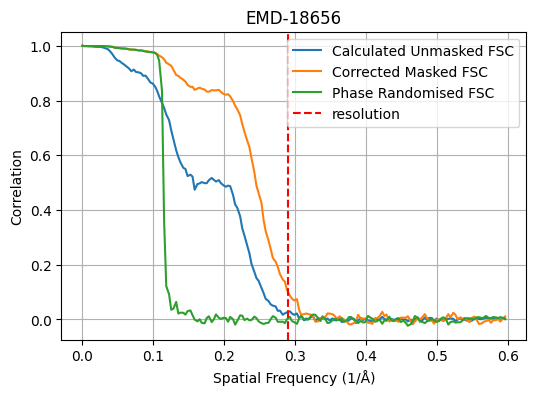 EMD-18656
Calculated Unmasked FSC
Corrected Masked FSC
Phase Randomised FSC
resolution
Correlation
1.0
0.8
0.6
0.4
0.2
0.0
0.0 0.1 0.2 0.3 0.4 0.5 0.6
Spatial Frequency (1/Å)